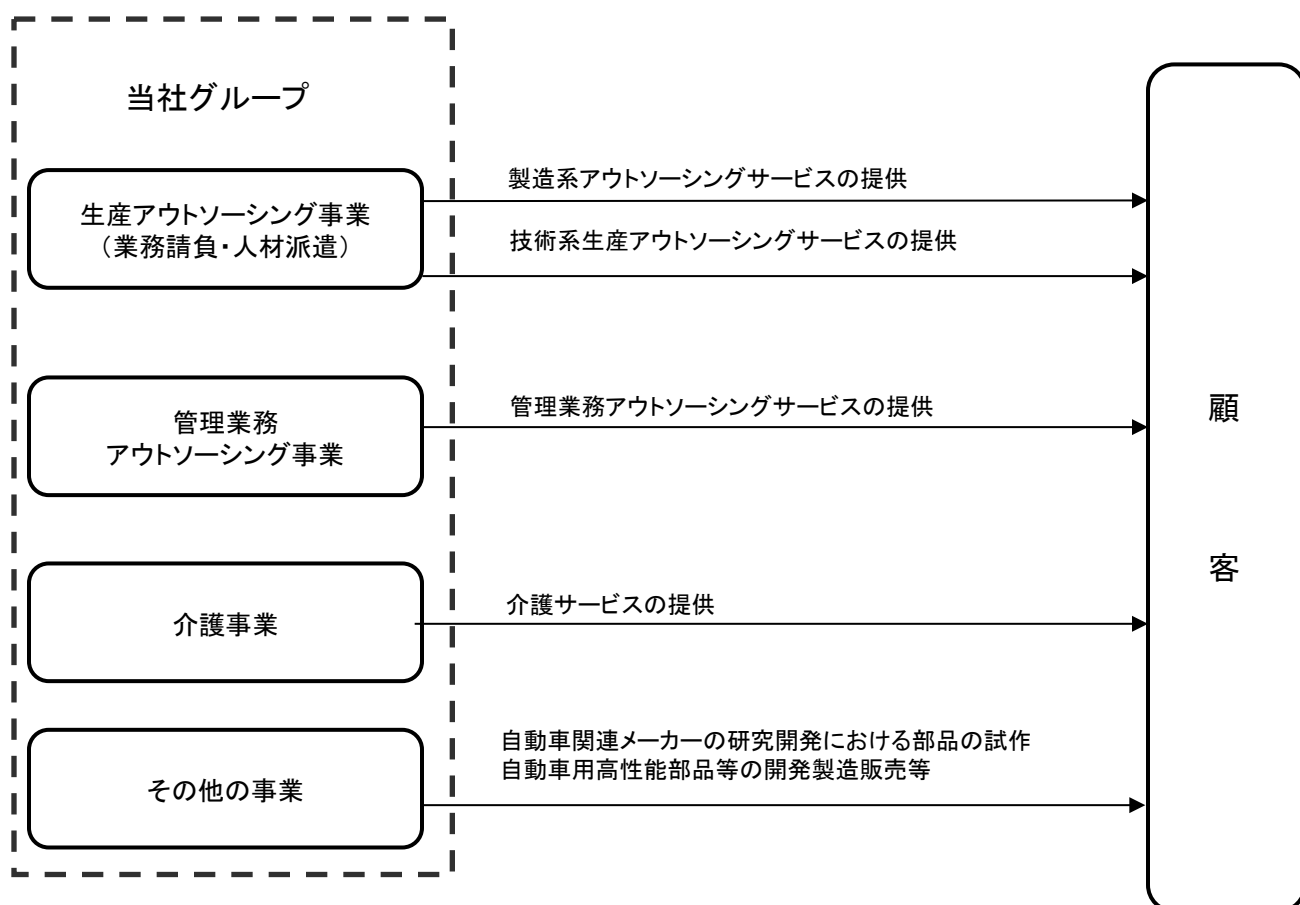 当社グループ
生産アウトソーシング事業
（業務請負・人材派遣）
製造系アウトソーシングサービスの提供
技術系生産アウトソーシングサービスの提供
管理業務
アウトソーシング事業
管理業務アウトソーシングサービスの提供
介護事業
介護サービスの提供
その他の事業
自動車関連メーカーの研究開発における部品の試作
自動車用高性能部品等の開発製造販売等
顧
客